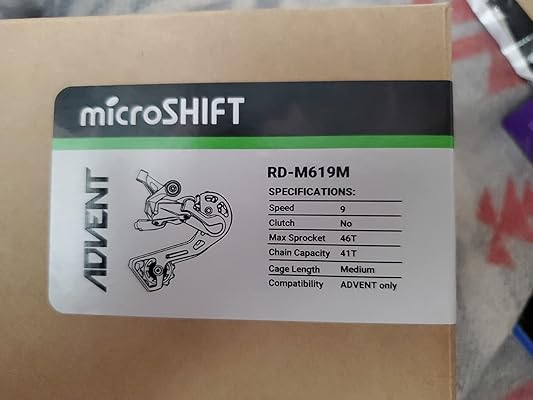 microSHIFT
ADVENT
RD-M619M
SPECIFICATIONS:
Speed 9
Clutch No
Max Sprocket 46T
Chain Capacity 41T
Cage Length Medium
Compatibility ADVENT only